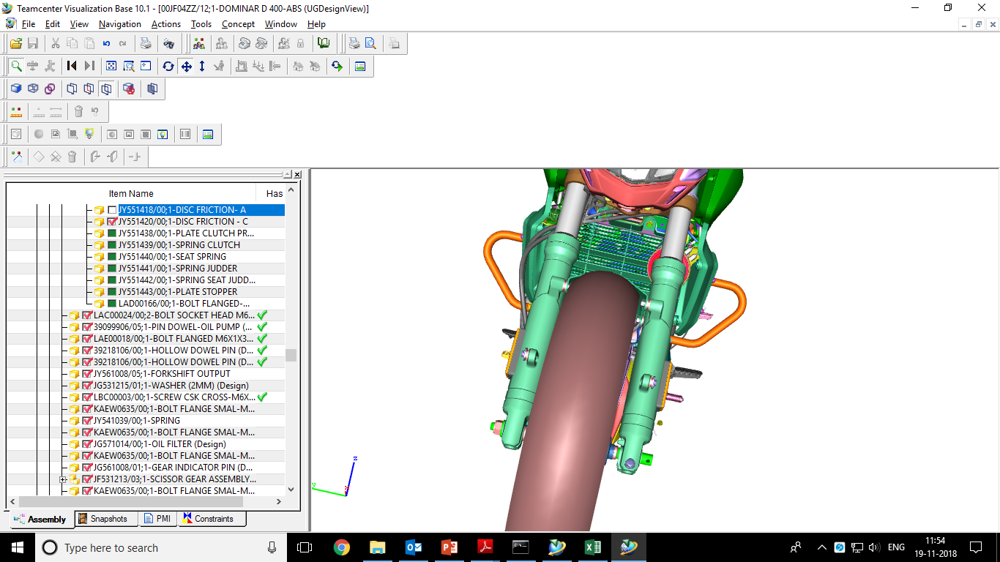 Teamcenter Visualization Base 10.1 - [00JF04ZZ/12;1-DOMINAR D 400-ABS (UGDesignView)]
File Edit View Navigation Actions Tools Concept Window Help
Item Name Has
JY551418/00;1-DISC FRICTION- A
JY551420/00;1-DISC FRICTION - C
JY551438/00;1-PLATE CLUTCH PR...
JY551439/00;1-SPRING CLUTCH
JY551440/00;1-SEAT SPRING
JY551441/00;1-SPRING JUDDER
JY551442/00;1-SPRING SEAT JUDD...
JY551443/00;1-PLATE STOPPER
LAD00166/00;1-BOLT FLANGED-...
LAC00024/00;2-BOLT SOCKET HEAD M6...
39099906/05;1-PIN DOWEL-OIL PUMP (...
LAE00018/00;1-BOLT FLANGED M6X1X3...
39218106/00;1-HOLLOW DOWEL PIN (D...
39218106/00;1-HOLLOW DOWEL PIN (D...
JY561008/05;1-FORKSHIFT OUTPUT
JG531215/01;1-WASHER (2MM) (Design)
LBC00003/00;1-SCREW CSK CROSS-M6X...
KAEW0635/00;1-BOLT FLANGE SMAL-M...
JY541039/00;1-SPRING
KAEW0635/00;1-BOLT FLANGE SMAL-M...
JG571014/00;1-OIL FILTER (Design)
KAEW0635/00;1-BOLT FLANGE SMAL-M...
JG561008/01;1-GEAR INDICATOR PIN (D...
JF531213/03;1-SCISSOR GEAR ASSEMBLY...
KAEW0635/00;1-BOLT FLANGE SMAL-M...
Z
Y
X
Assembly Snapshots PMI Constraints
Type here to search
ENG
11:54
19-11-2018